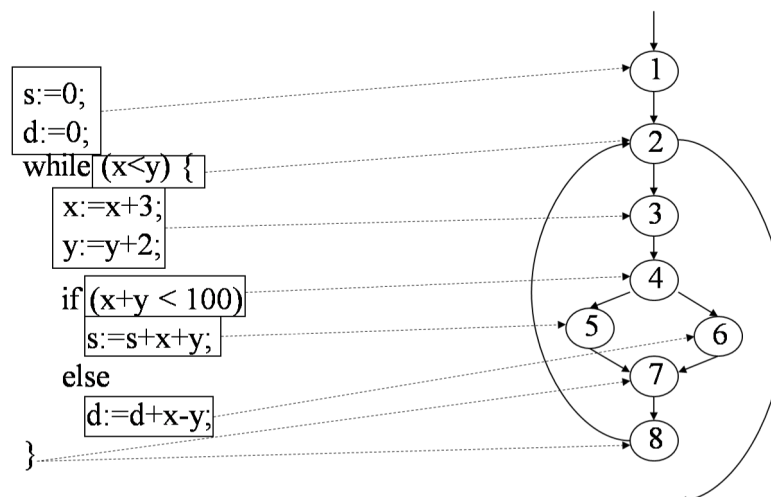 s:=0;
d:=0;
while (x<y) {
x:=x+3;
y:=y+2;
if (x+y < 100)
s:=s+x+y;
else
d:=d+x-y;
}
1
2
3
4
5
6
7
8